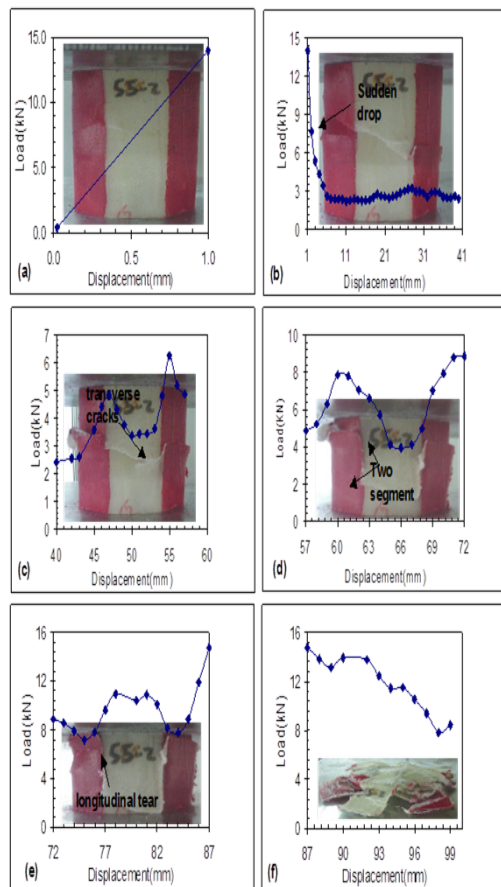 15.0
10.0
5.0
0.0
Load(kN)
0.0 0.5 1.0
Displacement(mm)
(a)
55c2
6
15
12
9
6
3
0
Load(kN)
1 11 21 31 41
Displacement(mm)
(b)
Sudden
drop
7
6
5
4
3
2
1
0
Load(kN)
40 45 50 55 60
Displacement(mm)
(c)
transverse
cracks
10
8
6
4
2
0
Load(kN)
57 60 63 66 69 72
Displacement(mm)
(d)
Two
segment
16
12
8
4
0
Load(kN)
72 77 82 87
Displacement(mm)
(e)
longitudinal tear
16
12
8
4
0
Load(kN)
87 90 93 96 99
Displacement(mm)
(f)